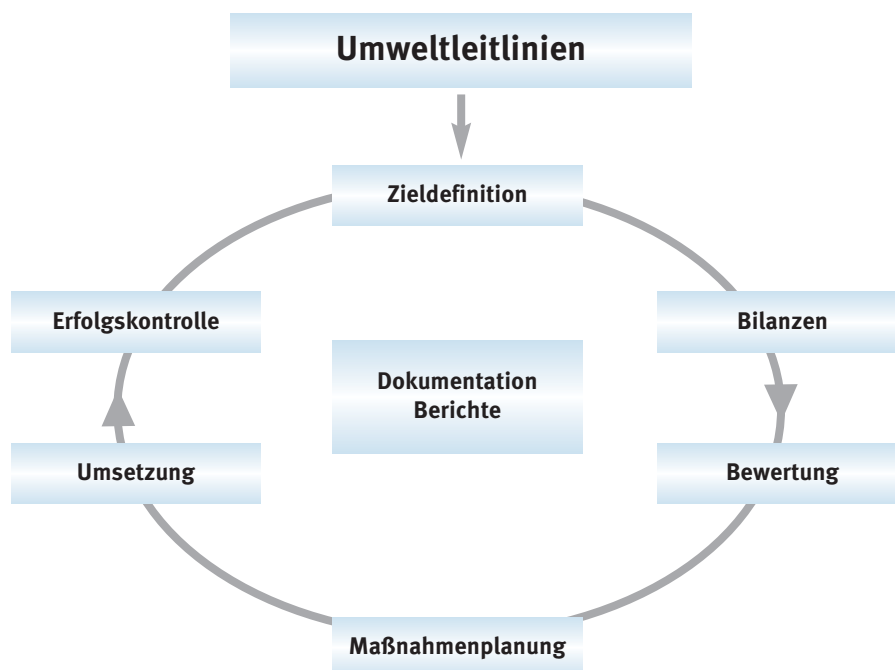 Umweltleitlinien
Zieldefinition
Erfolgskontrolle
Bilanzen
Dokumentation
Berichte
Umsetzung
Bewertung
Maßnahmenplanung